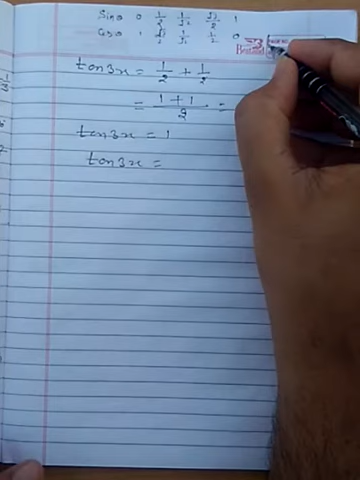 Sinθ 0 1/2 1/√2 √3/2 1
Cosθ 1 √3/2 1/√2 1/2 0
tan3x = 1/2 + 1/2
= 1 + 1/2 =
tan3x = 1
tan3x =